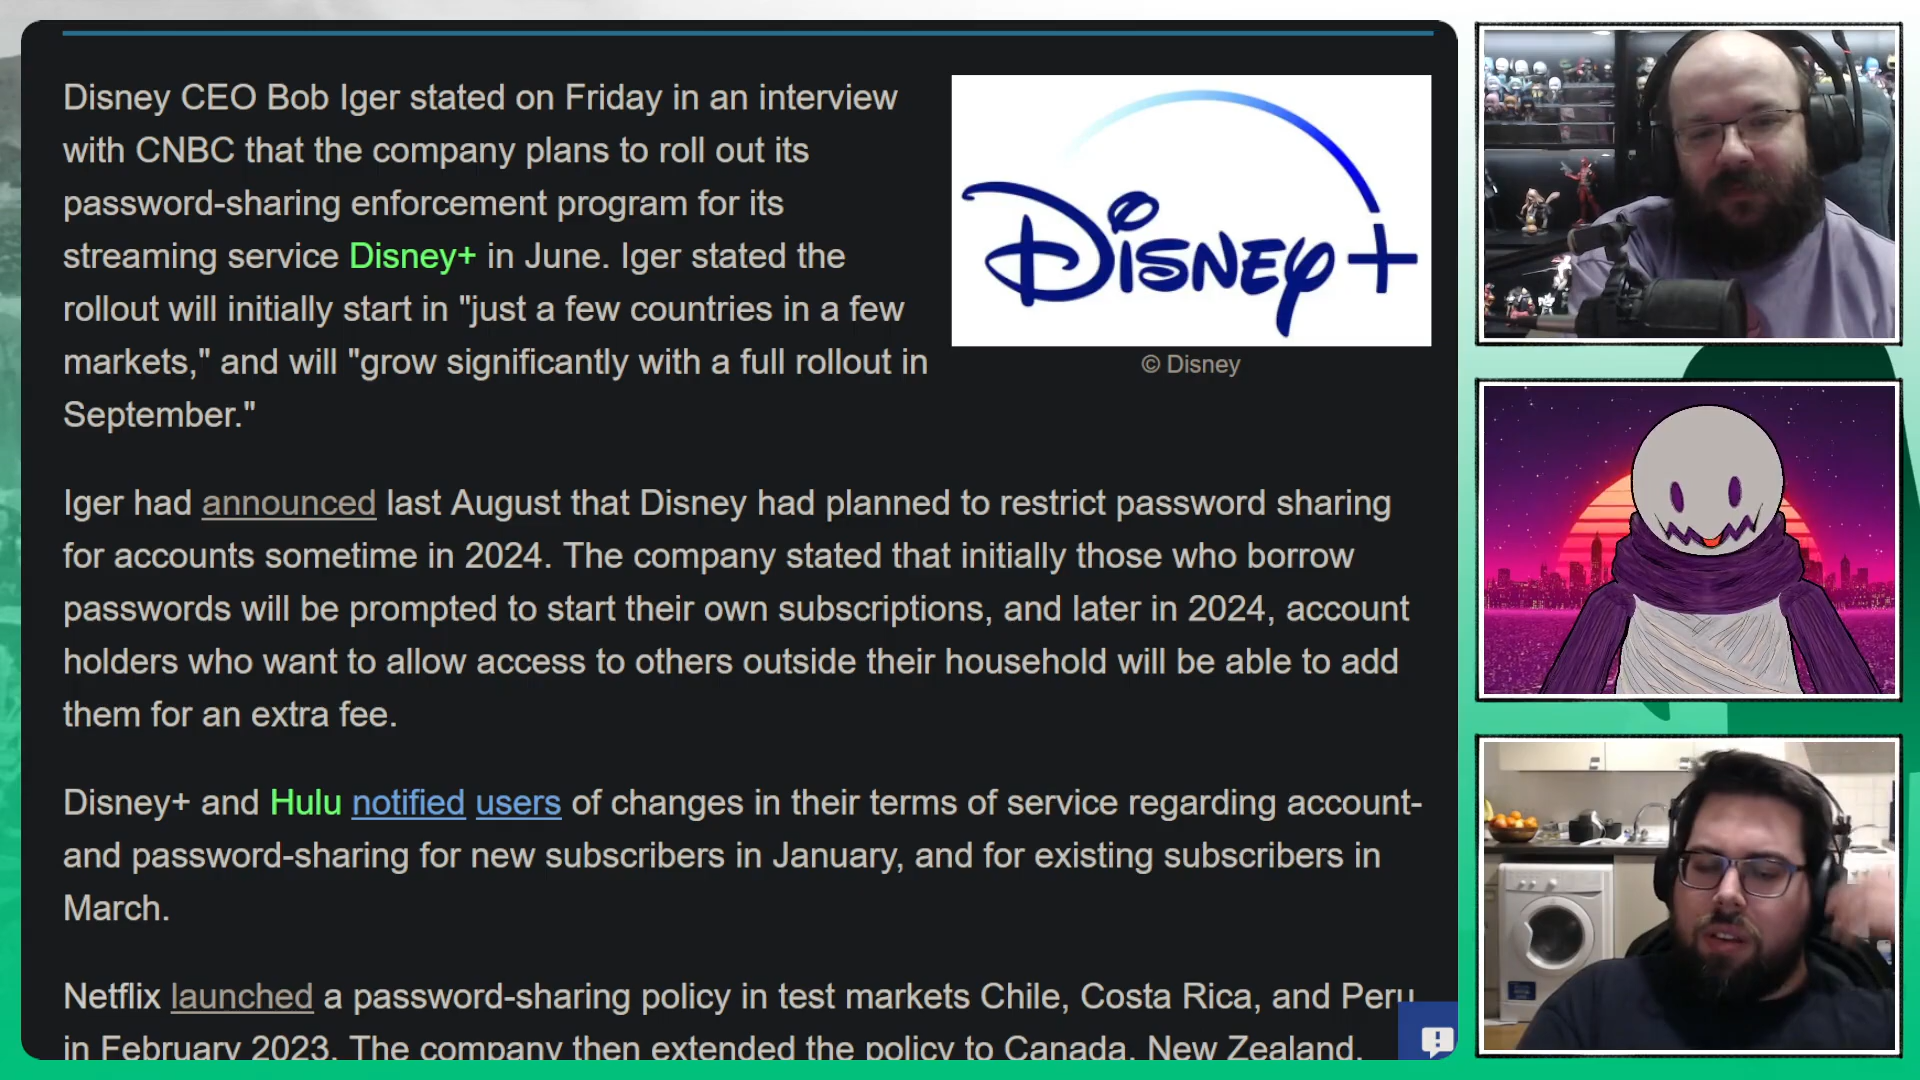 Disney CEO Bob Iger stated on Friday in an interview
with CNBC that the company plans to roll out its
password-sharing enforcement program for its
streaming service Disney+ in June. Iger stated the
rollout will initially start in "just a few countries in a few
markets," and will "grow significantly with a full rollout in
September."
Disney+
© Disney
Iger had announced last August that Disney had planned to restrict password sharing
for accounts sometime in 2024. The company stated that initially those who borrow
passwords will be prompted to start their own subscriptions, and later in 2024, account
holders who want to allow access to others outside their household will be able to add
them for an extra fee.
Disney+ and Hulu notified users of changes in their terms of service regarding account-
and password-sharing for new subscribers in January, and for existing subscribers in
March.
Netflix launched a password-sharing policy in test markets Chile, Costa Rica, and Peru
in February 2023. The company then extended the policy to Canada, New Zealand,